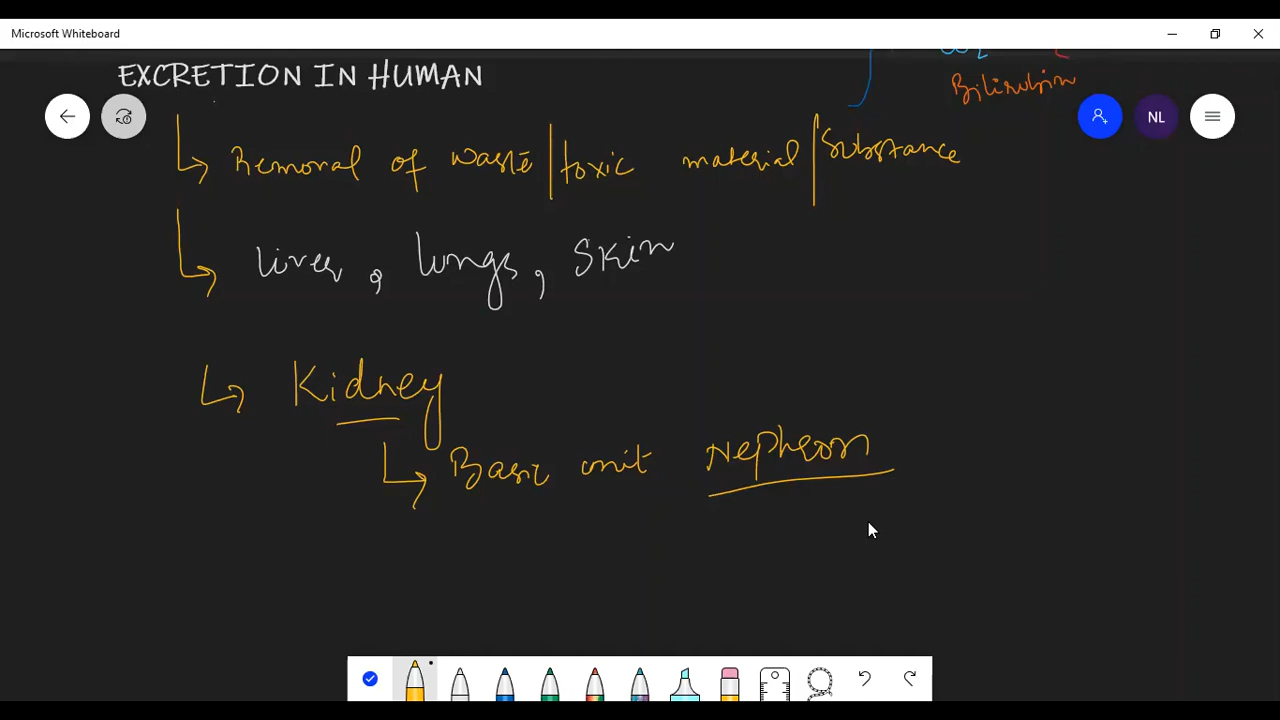 Microsoft Whiteboard
CO2
Bilirubin
EXCRETION IN HUMAN
NL
Removal of waste/toxic material/substance
liver, lungs, skin
Kidney
Basic unit Nephron